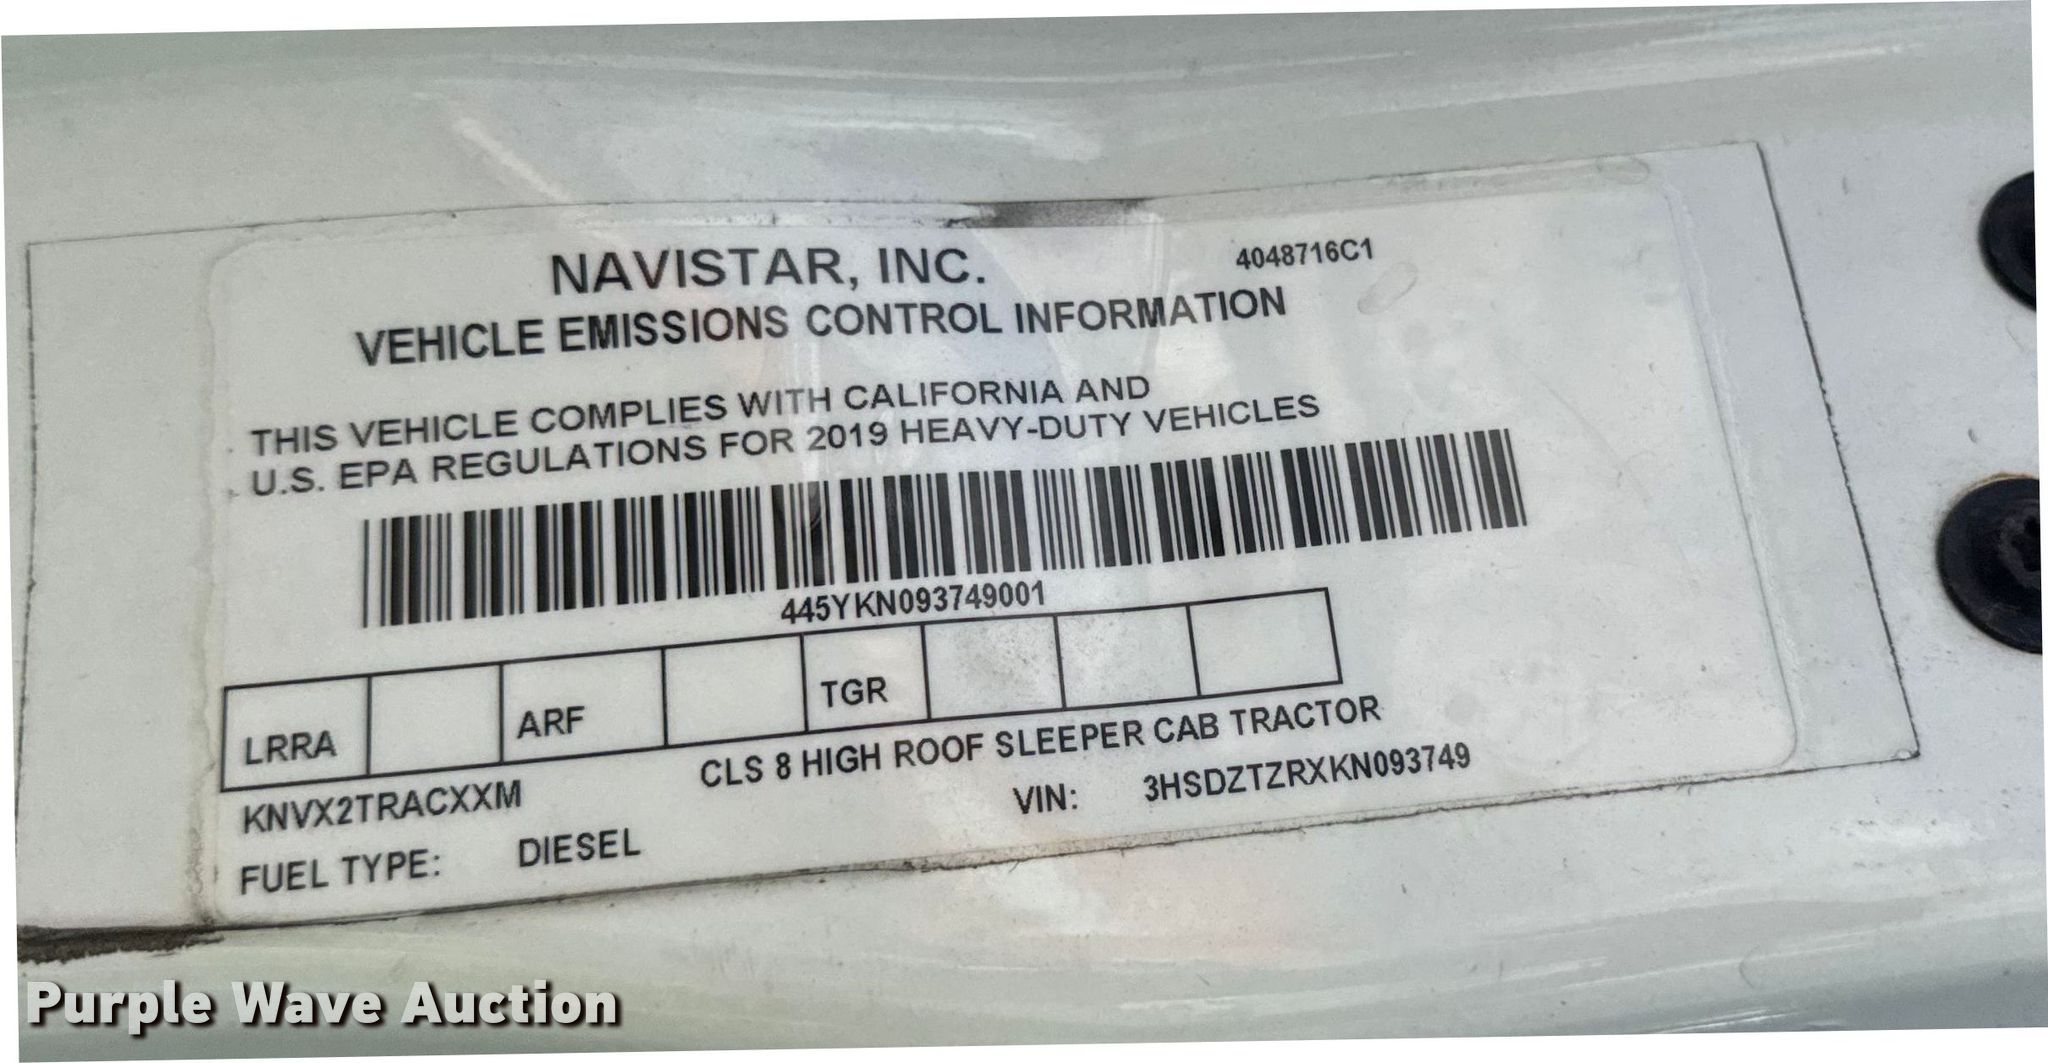 NAVISTAR, INC.
4048716C1
VEHICLE EMISSIONS CONTROL INFORMATION
THIS VEHICLE COMPLIES WITH CALIFORNIA AND
U.S. EPA REGULATIONS FOR 2019 HEAVY-DUTY VEHICLES
445YKN093749001
LRRA ARF TGR
CLS 8 HIGH ROOF SLEEPER CAB TRACTOR
KNVX2TRACXXM
VIN: 3HSDZTZRXKN093749
FUEL TYPE: DIESEL
Purple Wave Auction